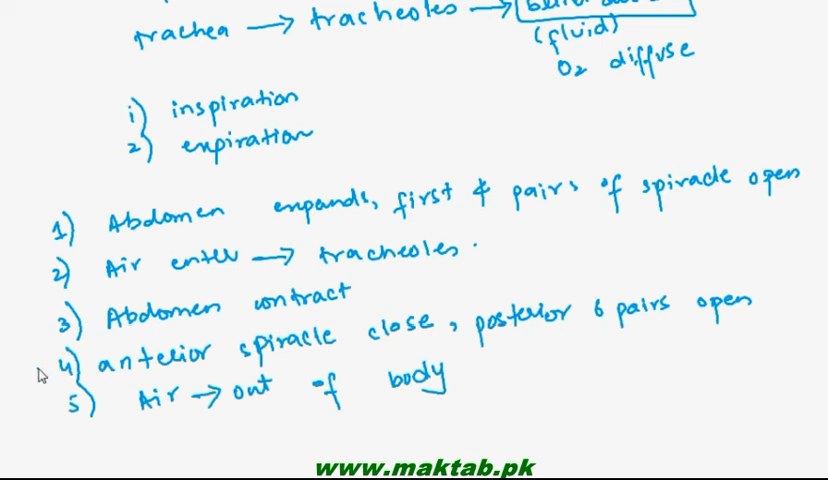 trachea → tracheoles →
(fluid)
O2 diffuse
i) inspiration
2) expiration
1) Abdomen expands, first 4 pairs of spiracle open
2) Air enter → tracheoles.
3) Abdomen contract
4) anterior spiracle close, posterior 6 pairs open
5) Air → out of body
www.maktab.pk